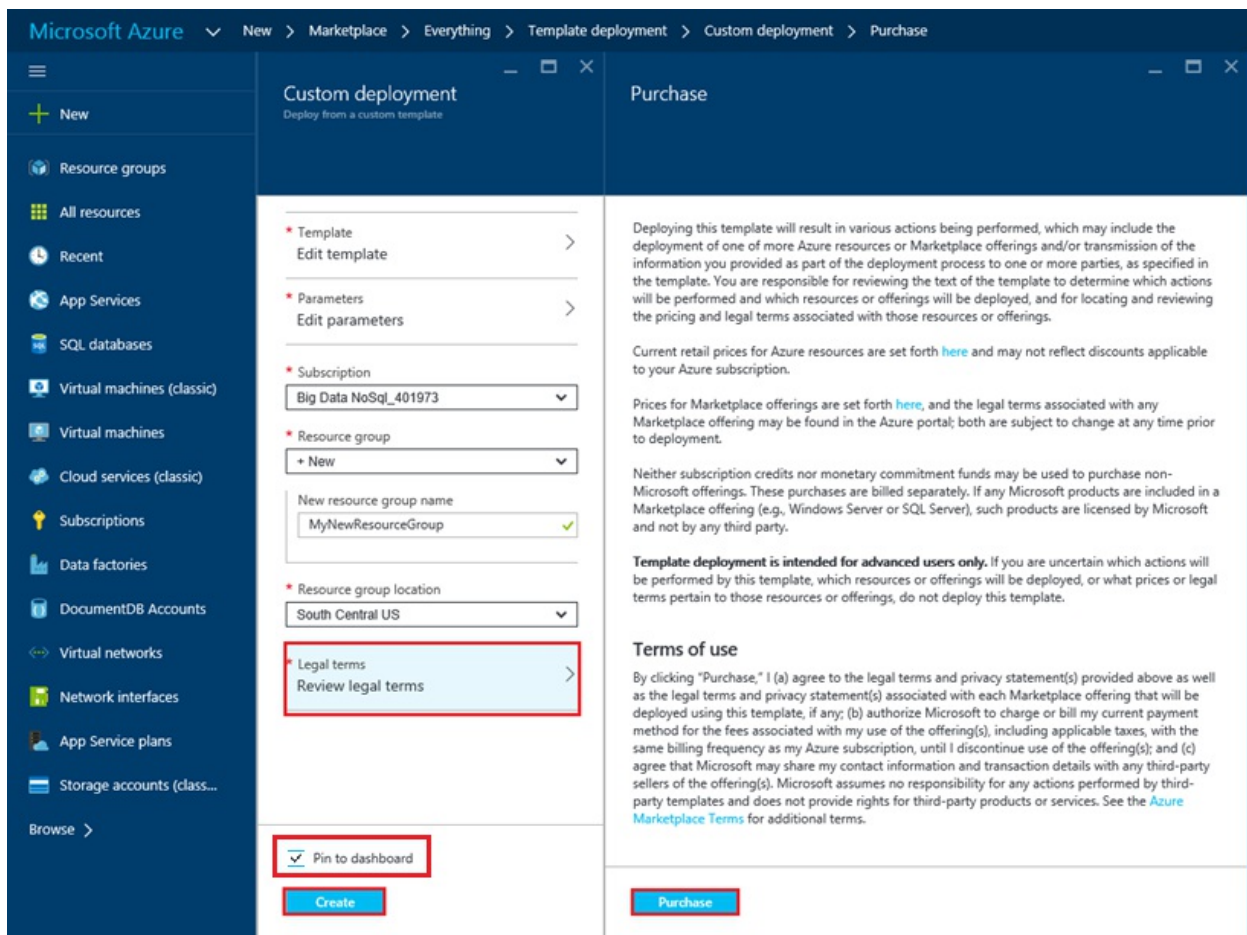 Microsoft Azure New > Marketplace > Everything > Template deployment > Custom deployment > Purchase
New
Resource groups
All resources
Recent
App Services
SQL databases
Virtual machines (classic)
Virtual machines
Cloud services (classic)
Subscriptions
Data factories
DocumentDB Accounts
Virtual networks
Network interfaces
App Service plans
Storage accounts (class...
Browse >
Custom deployment
Deploy from a custom template
* Template
Edit template
* Parameters
Edit parameters
* Subscription
Big Data NoSql_401973
* Resource group
+ New
New resource group name
MyNewResourceGroup
* Resource group location
South Central US
* Legal terms
Review legal terms
Pin to dashboard
Create
Purchase
Deploying this template will result in various actions being performed, which may include the
deployment of one of more Azure resources or Marketplace offerings and/or transmission of the
information you provided as part of the deployment process to one or more parties, as specified in
the template. You are responsible for reviewing the text of the template to determine which actions
will be performed and which resources or offerings will be deployed, and for locating and reviewing
the pricing and legal terms associated with those resources or offerings.
Current retail prices for Azure resources are set forth here and may not reflect discounts applicable
to your Azure subscription.
Prices for Marketplace offerings are set forth here, and the legal terms associated with any
Marketplace offering may be found in the Azure portal; both are subject to change at any time prior
to deployment.
Neither subscription credits nor monetary commitment funds may be used to purchase non-
Microsoft offerings. These purchases are billed separately. If any Microsoft products are included in a
Marketplace offering (e.g., Windows Server or SQL Server), such products are licensed by Microsoft
and not by any third party.
Template deployment is intended for advanced users only. If you are uncertain which actions will
be performed by this template, which resources or offerings will be deployed, or what prices or legal
terms pertain to those resources or offerings, do not deploy this template.
Terms of use
By clicking "Purchase," I (a) agree to the legal terms and privacy statement(s) provided above as well
as the legal terms and privacy statement(s) associated with each Marketplace offering that will be
deployed using this template, if any; (b) authorize Microsoft to charge or bill my current payment
method for the fees associated with my use of the offering(s), including applicable taxes, with the
same billing frequency as my Azure subscription, until I discontinue use of the offering(s); and (c)
agree that Microsoft may share my contact information and transaction details with any third-party
sellers of the offering(s). Microsoft assumes no responsibility for any actions performed by third-
party templates and does not provide rights for third-party products or services. See the Azure
Marketplace Terms for additional terms.
Purchase